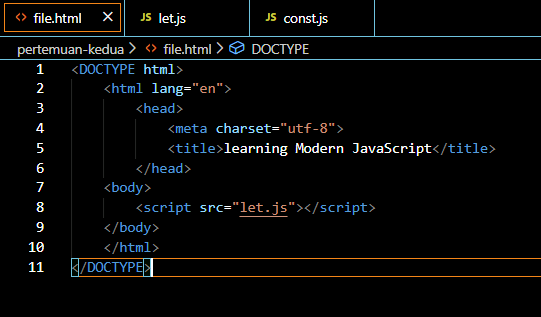 <> file.html JS let.js JS const.js
pertemuan-kedua > <> file.html > DOCTYPE
1 <DOCTYPE html>
2 <html lang="en">
3 <head>
4 <meta charset="utf-8">
5 <title>learning Modern JavaScript</title>
6 </head>
7 <body>
8 <script src="let.js"></script>
9 </body>
10 </html>
11 </DOCTYPE>